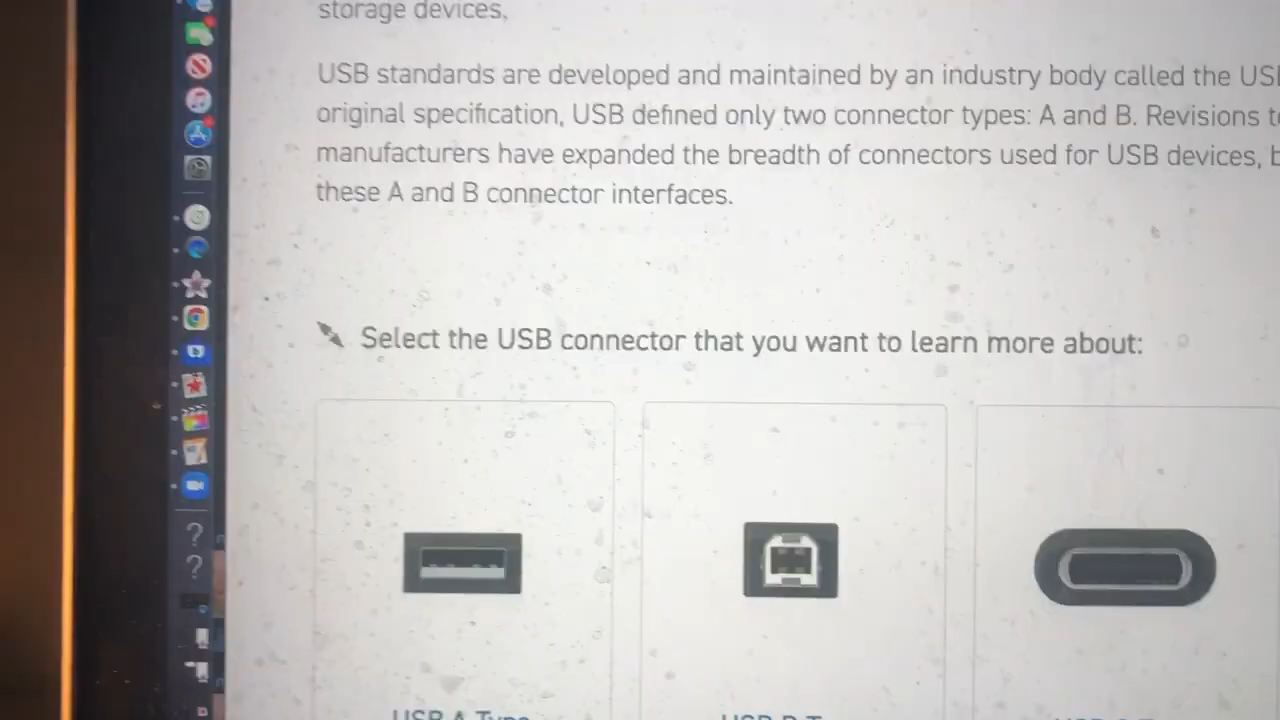 storage devices,
USB standards are developed and maintained by an industry body called the
original specification, USB defined only two connector types: A and B. Revisions
manufacturers have expanded the breadth of connectors used for USB devices,
these A and B connector interfaces.
Select the USB connector that you want to learn more about:
USB A Type